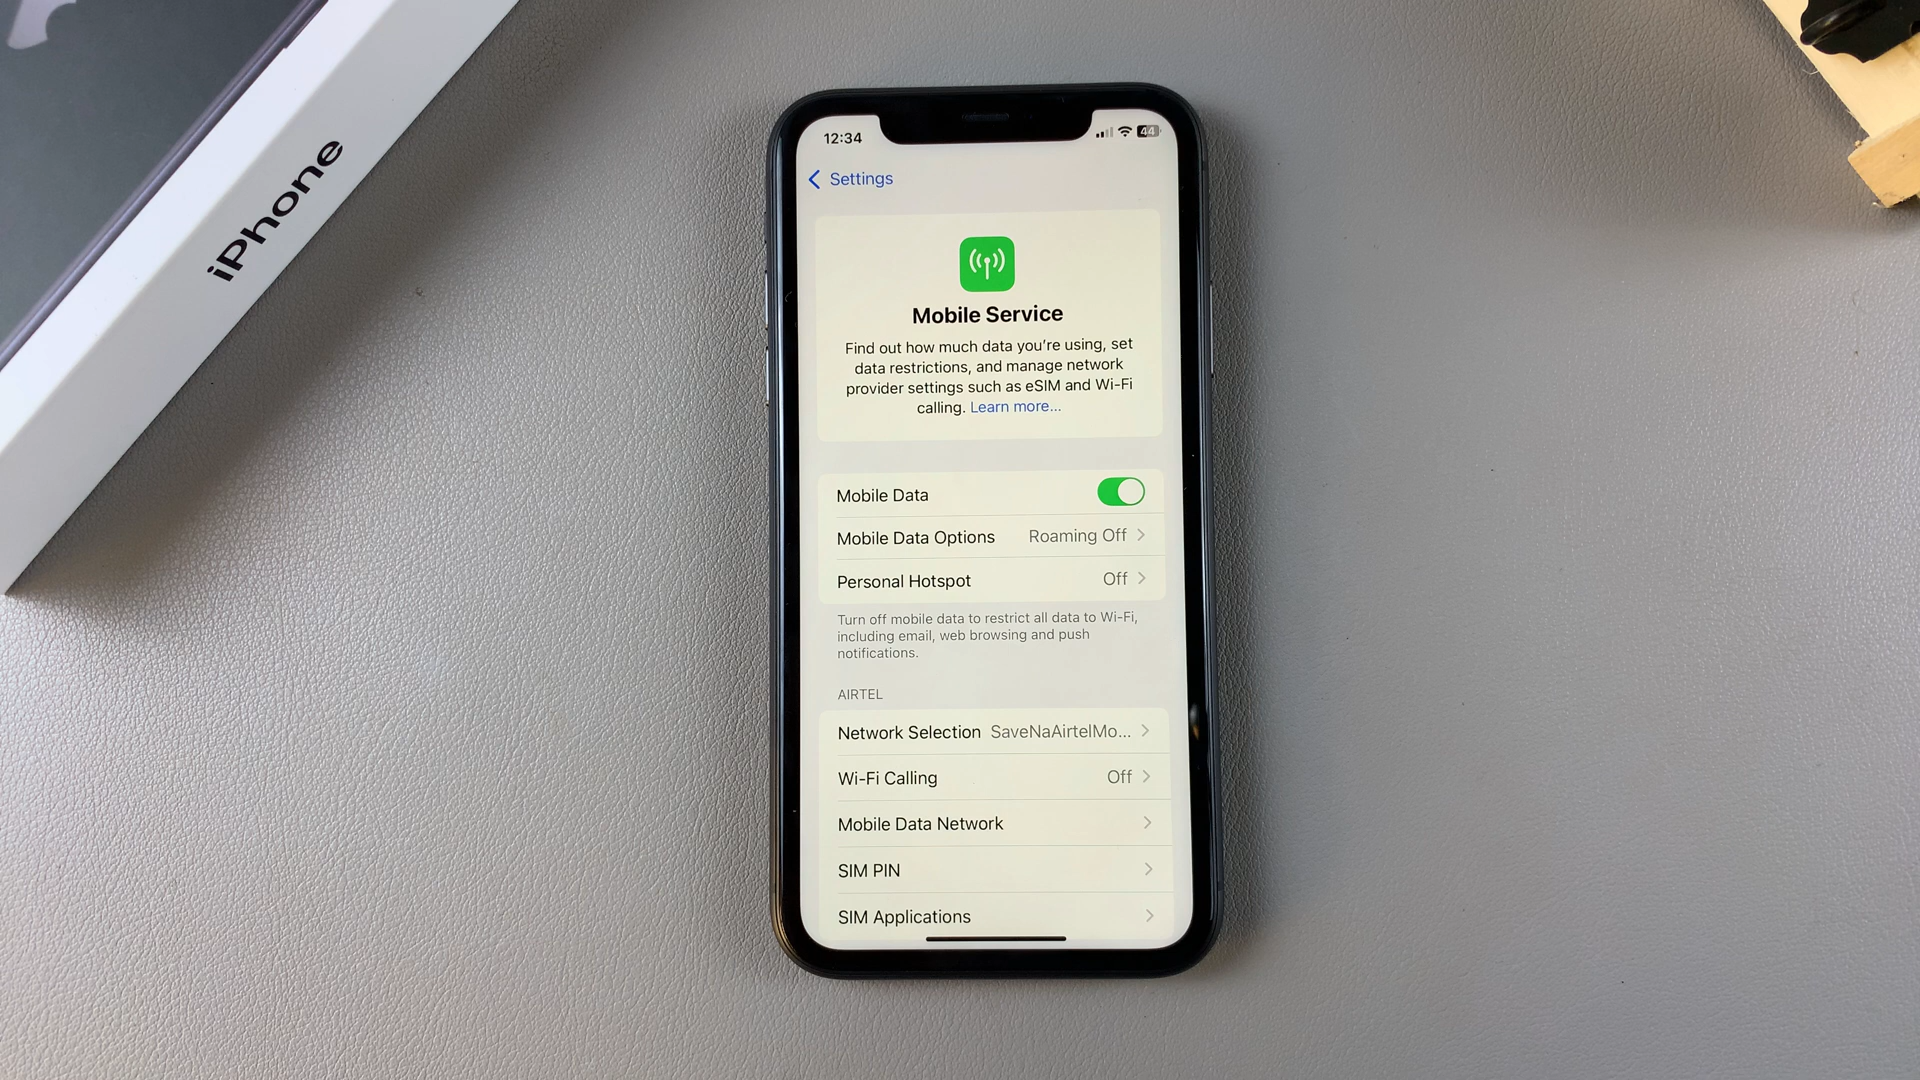 iPhone
12:34
44
Settings
Mobile Service
Find out how much data you're using, set
data restrictions, and manage network
provider settings such as eSIM and Wi-Fi
calling. Learn more...
Mobile Data
Mobile Data Options Roaming Off
Personal Hotspot Off
Turn off mobile data to restrict all data to Wi-Fi,
including email, web browsing and push
notifications.
AIRTEL
Network Selection SaveNaAirtelMo...
Wi-Fi Calling Off
Mobile Data Network
SIM PIN
SIM Applications